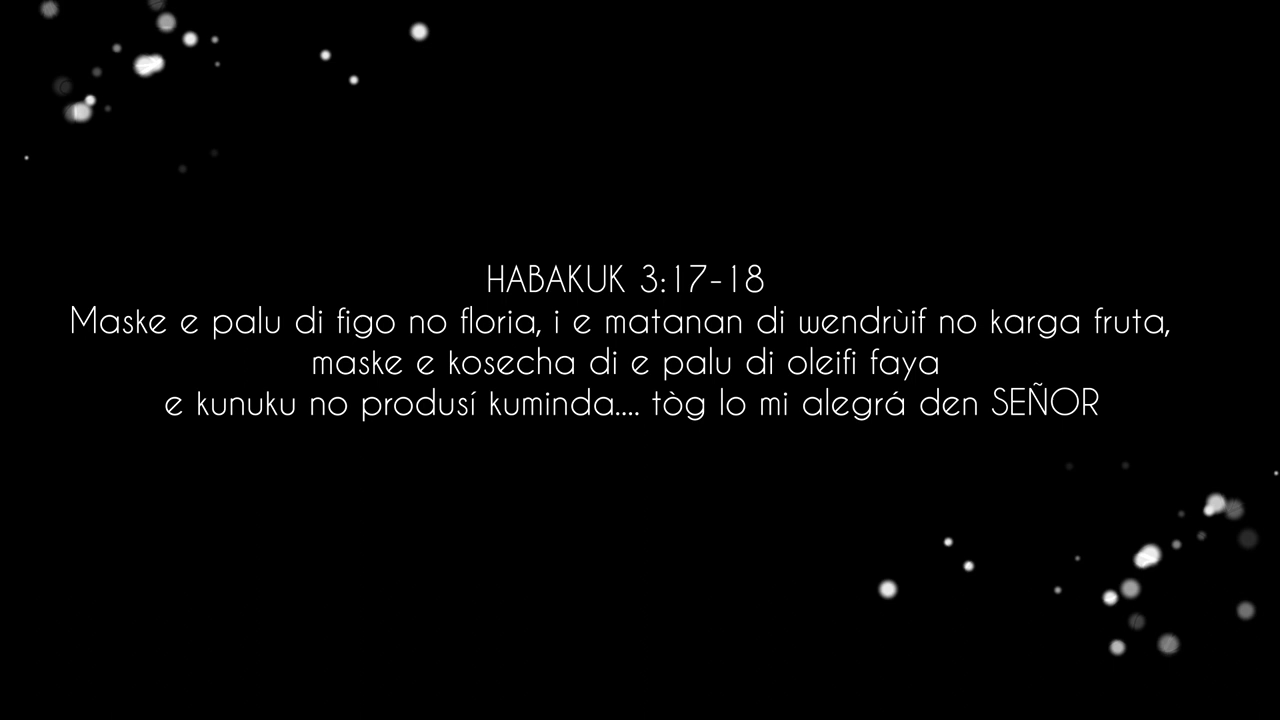 HABAKUK 3:17-18
Maske e palu di figo no floria, i e matanan di wendrùif no karga fruta,
maske e kosecha di e palu di oleifi faya
e kunuku no produsí kuminda.... tòg lo mi alegrá den SEÑOR